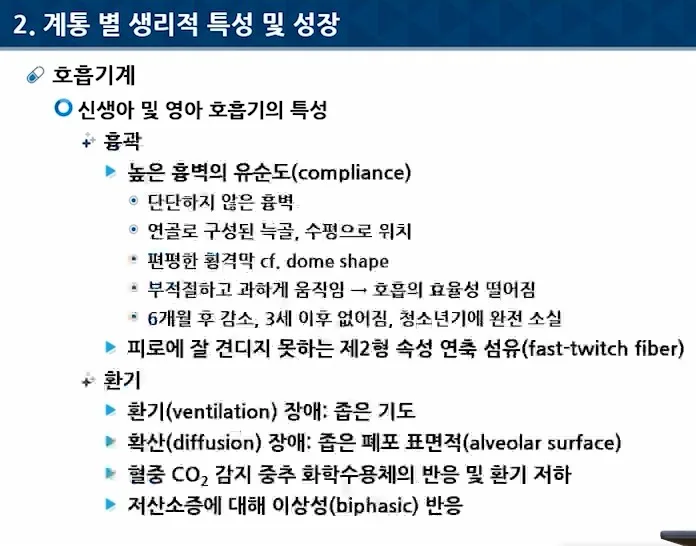 2. 계통 별 생리적 특성 및 성장
호흡기계
신생아 및 영아 호흡기의 특성
흉곽
높은 흉벽의 유순도(compliance)
단단하지 않은 흉벽
연골로 구성된 늑골, 수평으로 위치
편평한 횡격막 cf. dome shape
부적절하고 과하게 움직임 → 호흡의 효율성 떨어짐
6개월 후 감소, 3세 이후 없어짐, 청소년기에 완전 소실
피로에 잘 견디지 못하는 제2형 속성 연축 섬유(fast-twitch fiber)
환기
환기(ventilation) 장애: 좁은 기도
확산(diffusion) 장애: 좁은 폐포 표면적(alveolar surface)
혈중 CO₂ 감지 중추 화학수용체의 반응 및 환기 저하
저산소증에 대해 이상성(biphasic) 반응